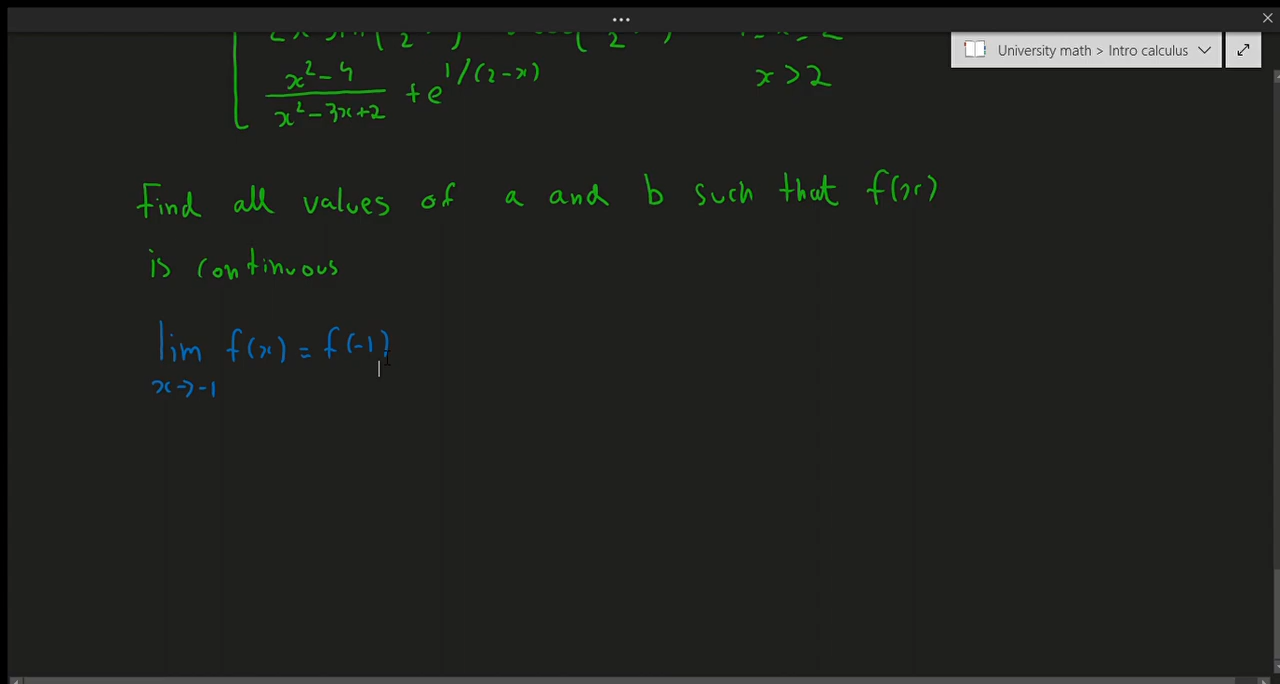 University math > Intro calculus
x²-4
x²-3x+2
+e^1/(2-x)
x>2
Find all values of a and b such that f(x)
is continuous
lim f(x) = f(-1)
x→-1